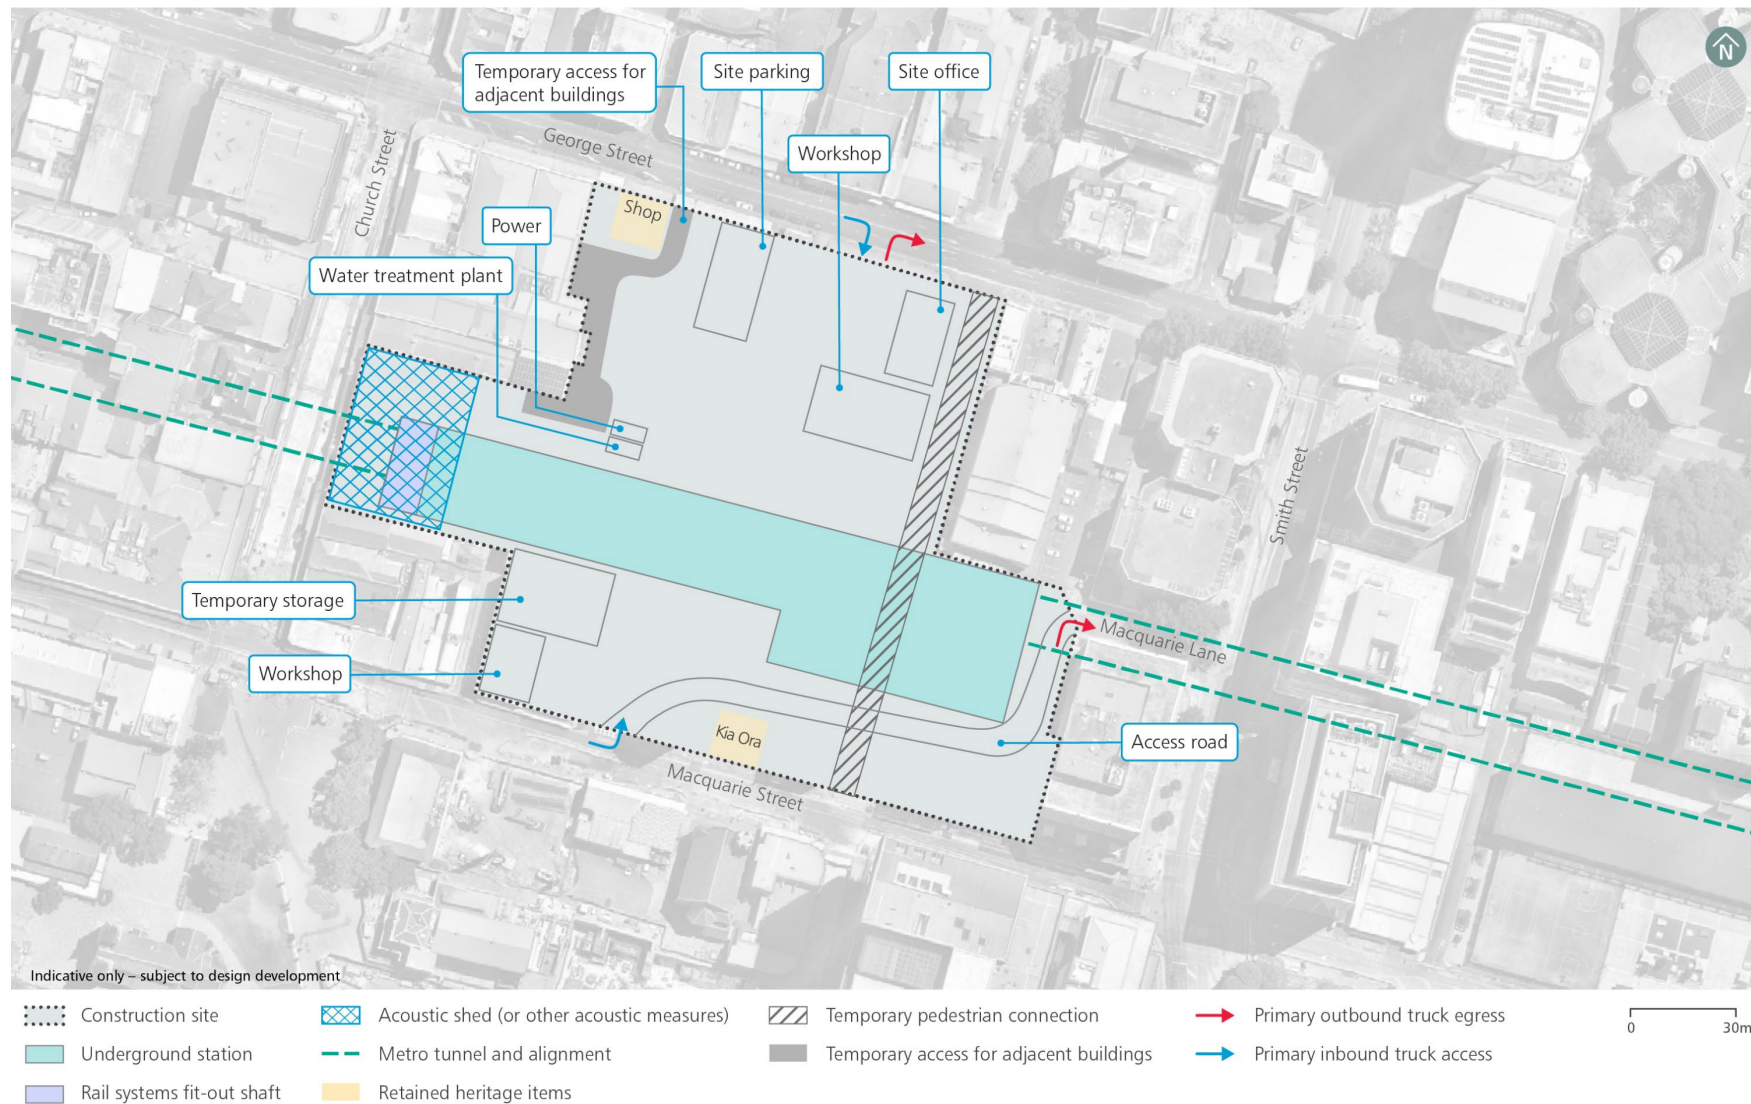 N
Temporary access for
adjacent buildings
Site parking
Site office
Workshop
George Street
Church Street
Shop
Power
Water treatment plant
Smith Street
Temporary storage
Macquarie Lane
Workshop
Kia Ora
Access road
Macquarie Street
Indicative only – subject to design development
Construction site
Acoustic shed (or other acoustic measures)
Temporary pedestrian connection
Primary outbound truck egress
0
30m
Underground station
Metro tunnel and alignment
Temporary access for adjacent buildings
Primary inbound truck access
Rail systems fit-out shaft
Retained heritage items